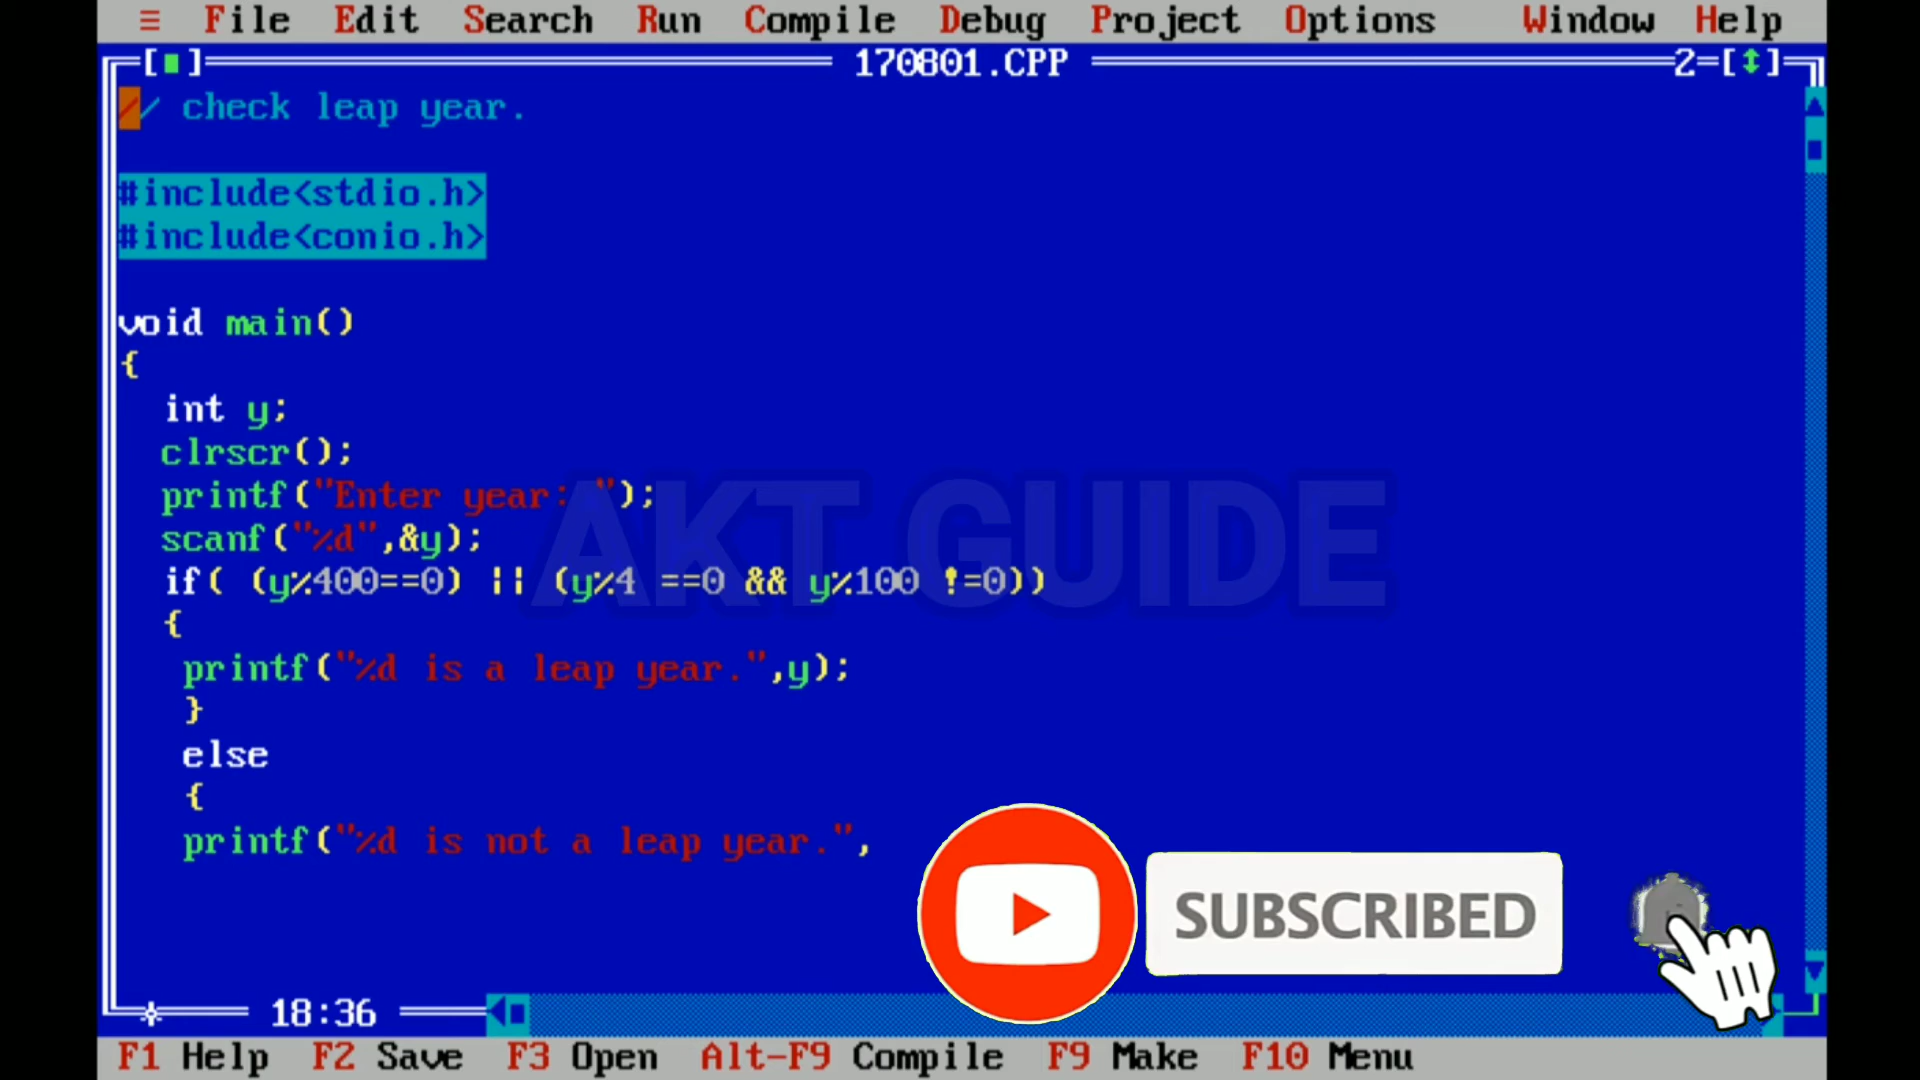 ≡ File Edit Search Run Compile Debug Project Options Window Help
170801.CPP 2
// check leap year.
#include<stdio.h>
#include<conio.h>
void main()
{
int y;
clrscr();
printf("Enter year: ");
scanf("%d",&y);
if( (y%400==0) || (y%4 ==0 && y%100 !=0))
{
printf("%d is a leap year.",y);
}
else
{
printf("%d is not a leap year.",
AKT GUIDE
SUBSCRIBED
18:36
F1 Help F2 Save F3 Open Alt-F9 Compile F9 Make F10 Menu